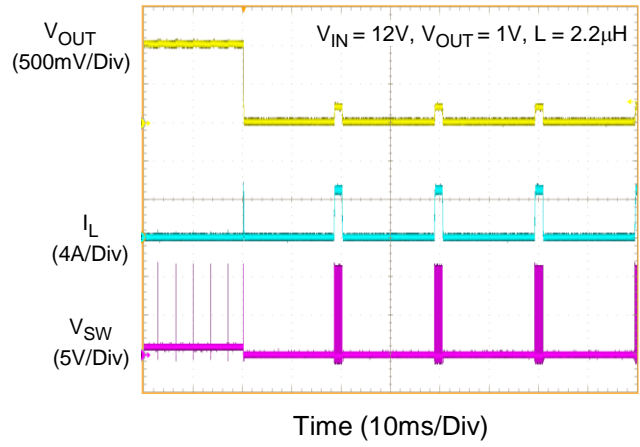 V_OUT
(500mV/Div)
V_IN = 12V, V_OUT = 1V, L = 2.2μH
I_L
(4A/Div)
V_SW
(5V/Div)
Time (10ms/Div)